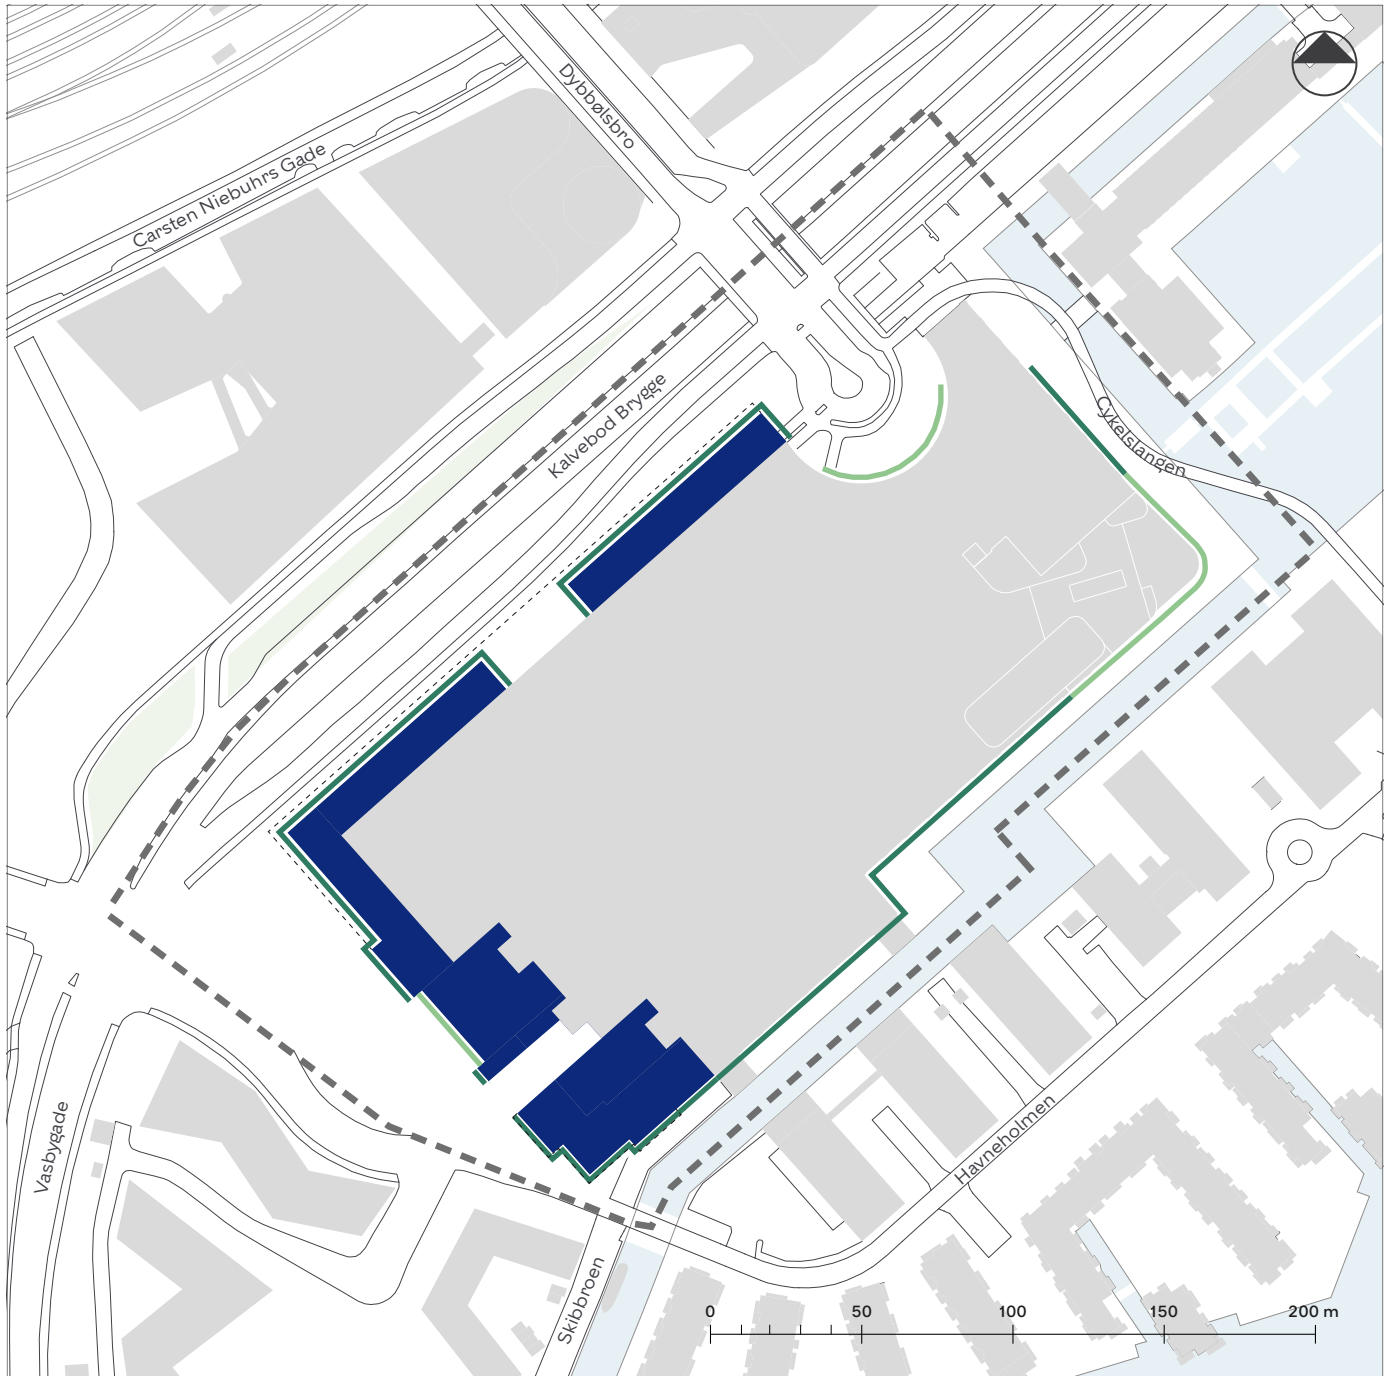 Dybbølsbro
Carsten Niebuhrs Gade
Kalvebod Brygge
Cykelslangen
Vasbygade
Havneholmen
Skibbroen
0 50 100 150 200 m